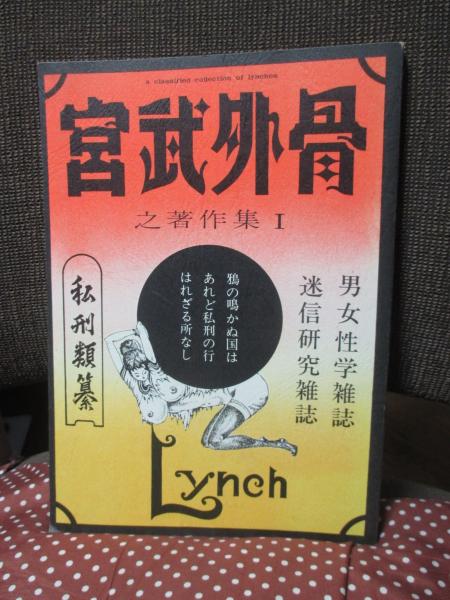 a classified collection of lynches
宮武外骨
之著作集 I
男女性学雑誌
迷信研究雑誌
鴉の鳴かぬ国は
あれど私刑の行
はれざる所なし
私刑類纂
Lynch